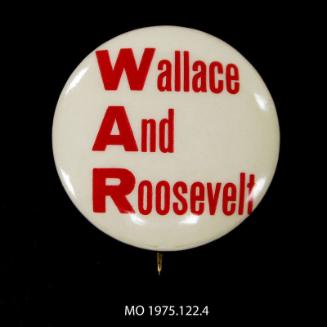 Wallace
And
Roosevelt
MO 1975.122.4